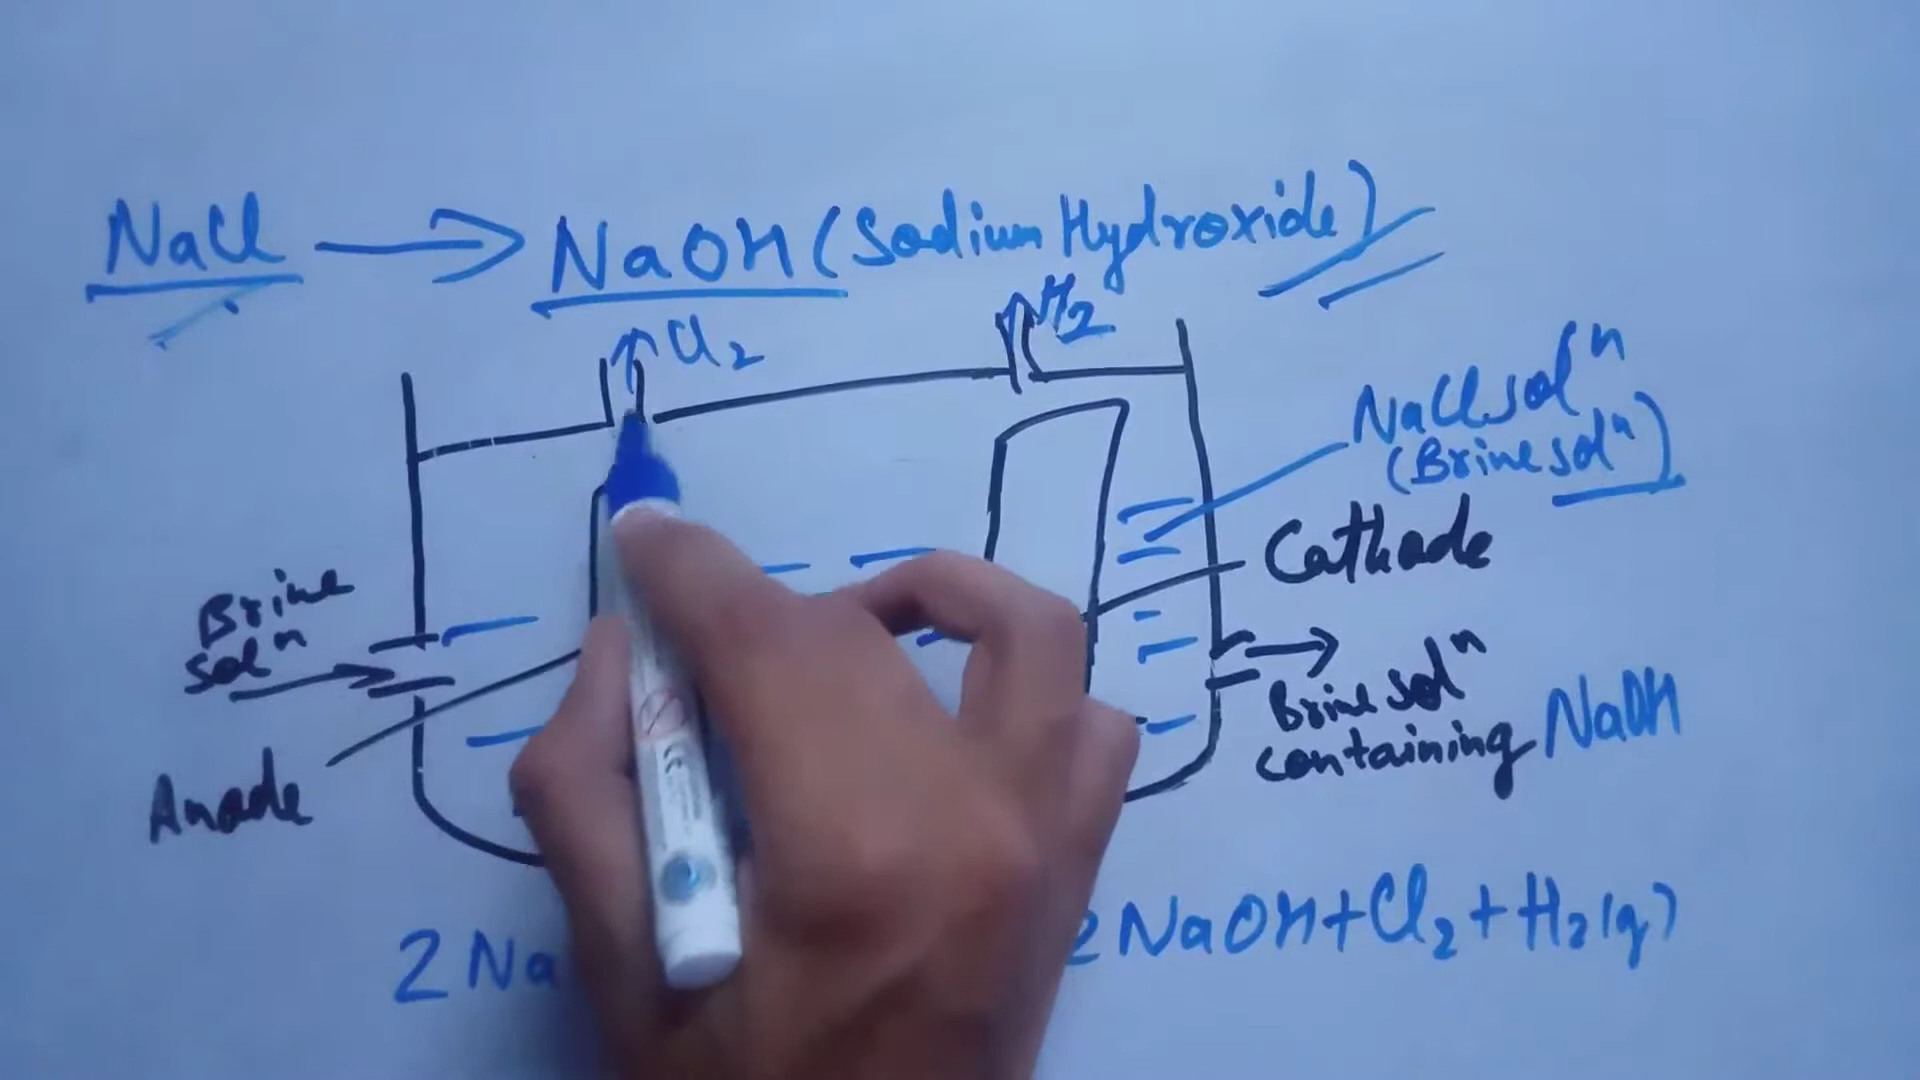 NaCl → NaOH (Sodium Hydroxide)
Cl2
H2
NaCl solⁿ
(Brine solⁿ)
Cathode
Brine
solⁿ
Brine solⁿ
containing NaOH
Anode
2 Na
2 NaOH + Cl2 + H2(g)